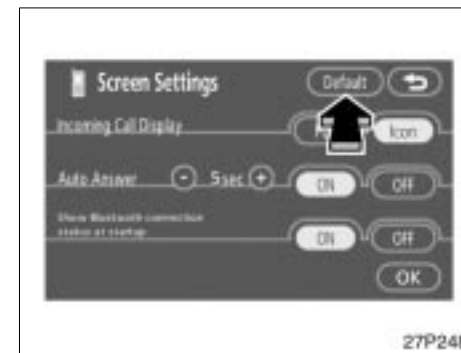 Screen Settings
Default
Incoming Call Display
Icon
Auto Answer
- 5sec +
ON
OFF
Show Bluetooth connection
status at startup
ON
OFF
OK
27P248